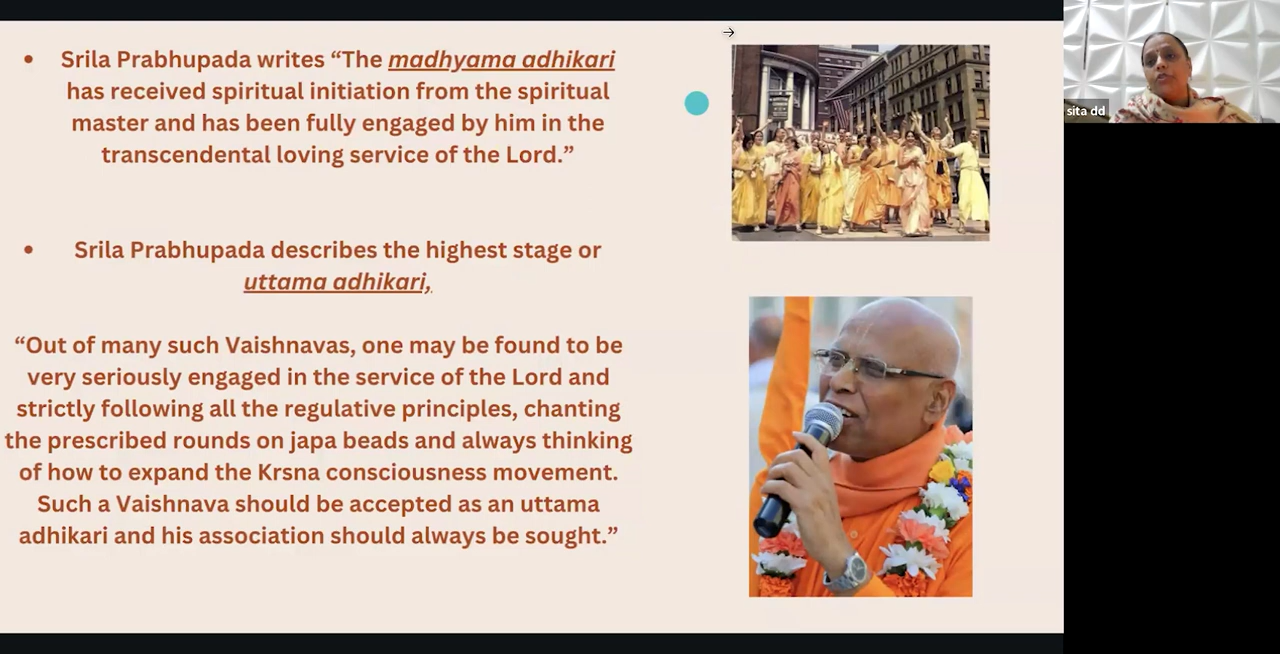 • Srila Prabhupada writes “The madhyama adhikari
has received spiritual initiation from the spiritual
master and has been fully engaged by him in the
transcendental loving service of the Lord.”
• Srila Prabhupada describes the highest stage or
uttama adhikari,
“Out of many such Vaishnavas, one may be found to be
very seriously engaged in the service of the Lord and
strictly following all the regulative principles, chanting
the prescribed rounds on japa beads and always thinking
of how to expand the Krsna consciousness movement.
Such a Vaishnava should be accepted as an uttama
adhikari and his association should always be sought.”
sita dd